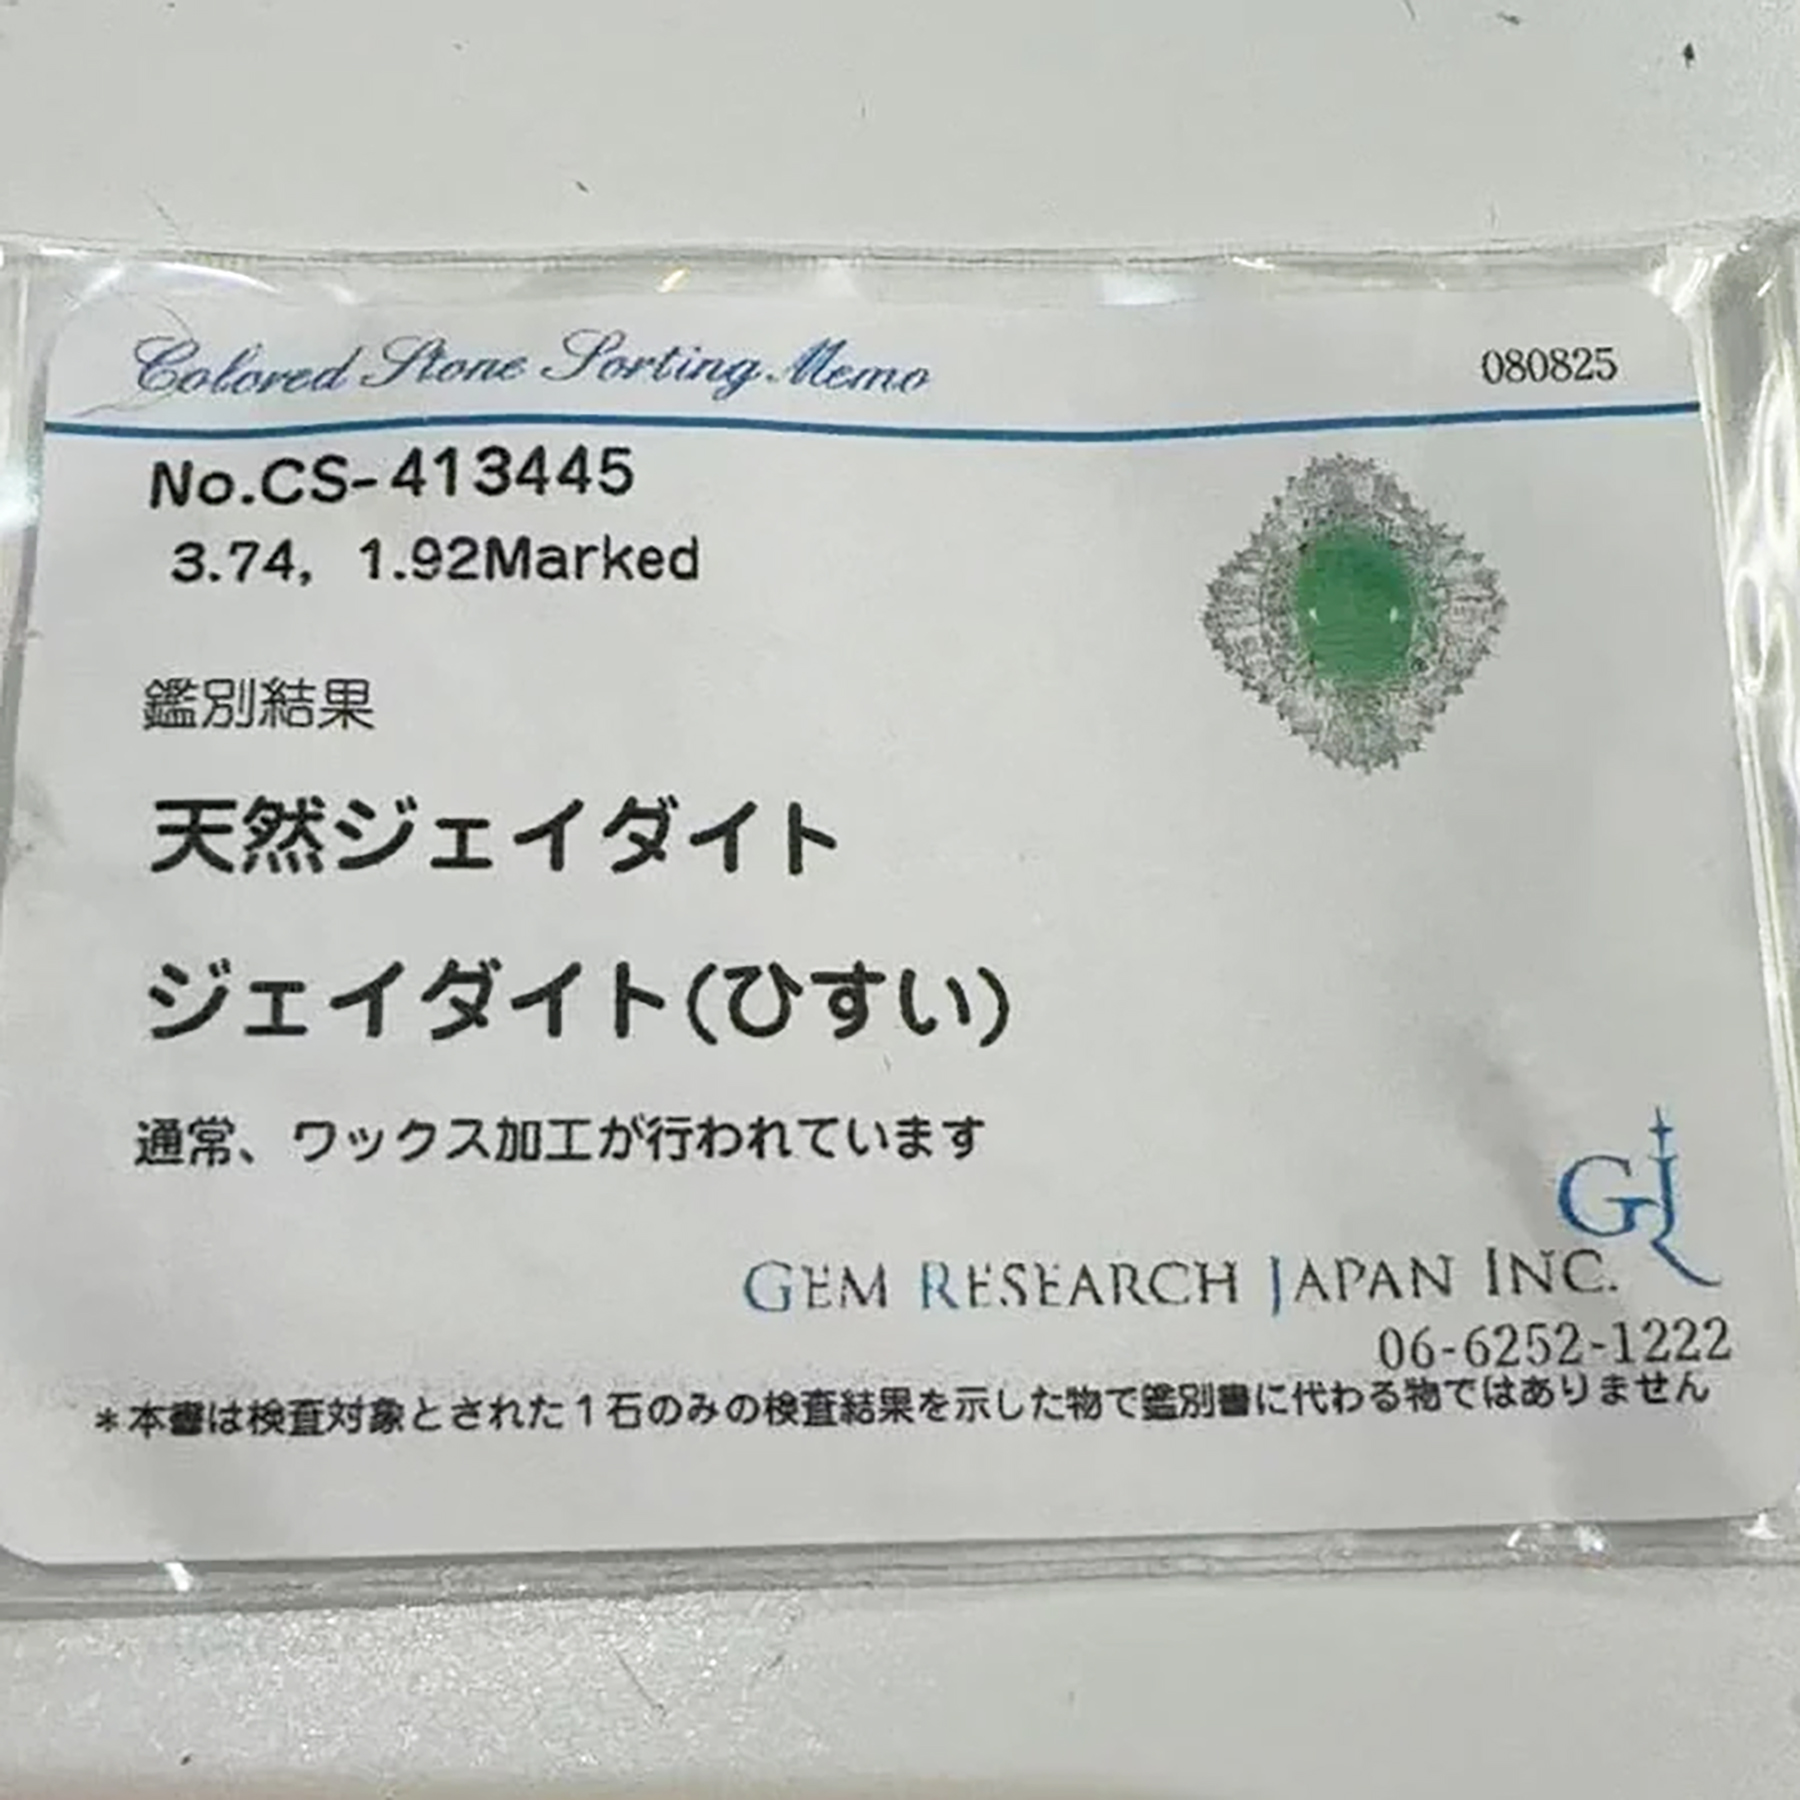 Colored Stone Sorting Memo
080825
No.CS-413445
3.74, 1.92Marked
鑑別結果
天然ジェイダイト
ジェイダイト(ひすい)
通常、ワックス加工が行われています
GJ
GEM RESEARCH JAPAN INC.
06-6252-1222
*本書は検査対象とされた1石のみの検査結果を示した物で鑑別書に代わる物ではありません